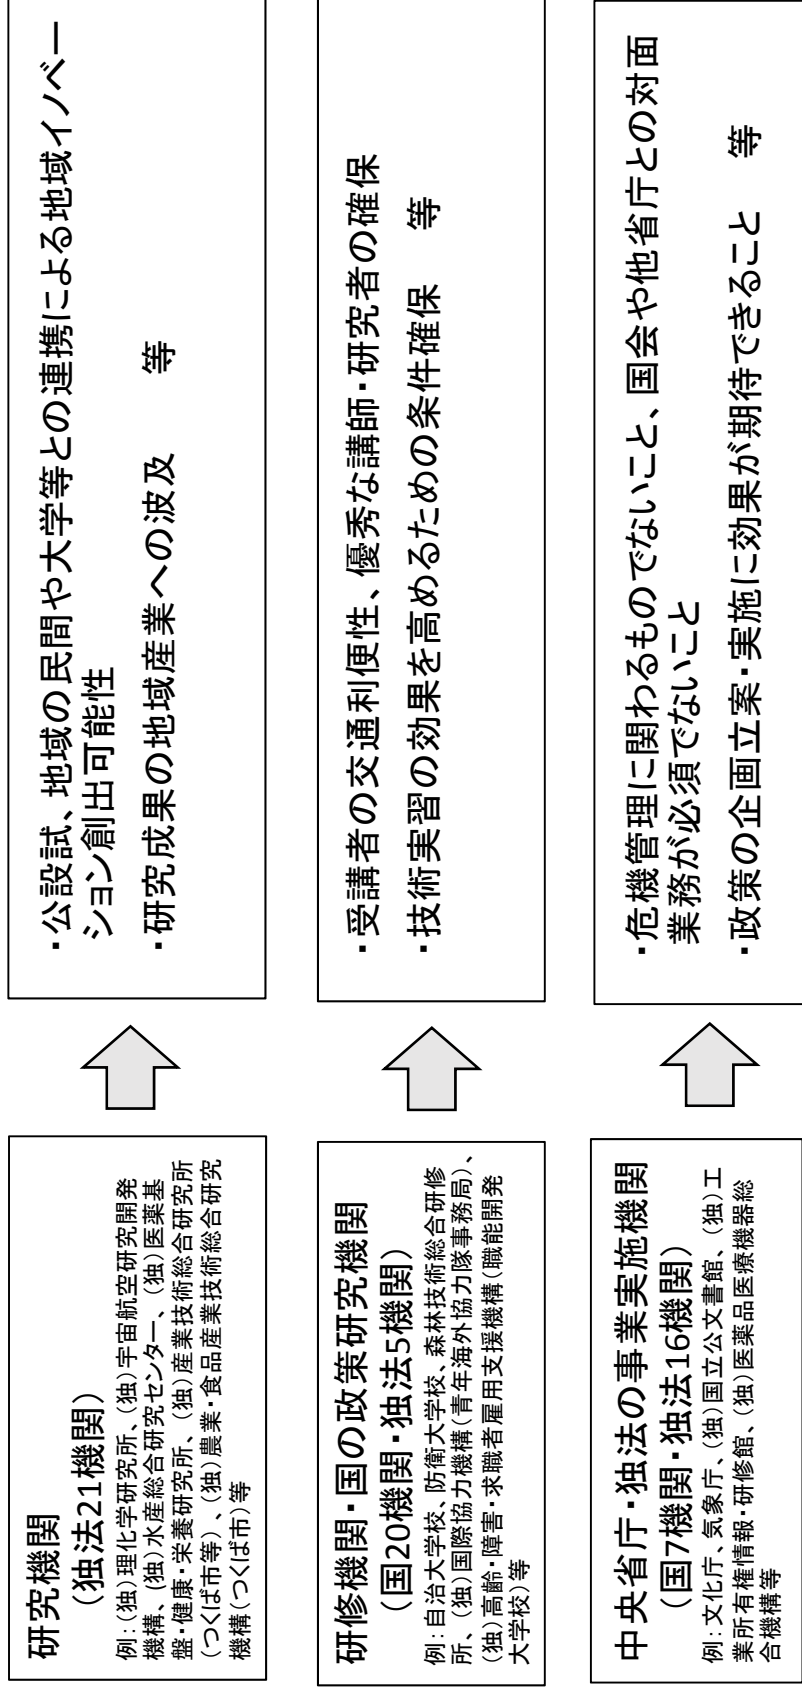 研究機関
（独法21機関）
例：(独)理化学研究所、(独)宇宙航空研究開発
機構、(独)水産総合研究センター、(独)医薬基
盤・健康・栄養研究所、(独)産業技術総合研究所
（つくば市等）、(独)農業・食品産業技術総合研究
機構（つくば市）等
・公設試、地域の民間や大学等との連携による地域イノベー
ション創出可能性
・研究成果の地域産業への波及　　等
研修機関・国の政策研究機関
（国20機関・独法5機関）
例：自治大学校、防衛大学校、森林技術総合研修
所、(独)国際協力機構（青年海外協力隊事務局）、
(独)高齢・障害・求職者雇用支援機構（職能開発
大学校）等
・受講者の交通利便性、優秀な講師・研究者の確保
・技術実習の効果を高めるための条件確保　　等
中央省庁・独法の事業実施機関
（国7機関・独法16機関）
例：文化庁、気象庁、(独)国立公文書館、(独)工
業所有権情報・研修館、(独)医薬品医療機器総
合機構等
・危機管理に関わるものでないこと、国会や他省庁との対面
業務が必須でないこと
・政策の企画立案・実施に効果が期待できること　　等